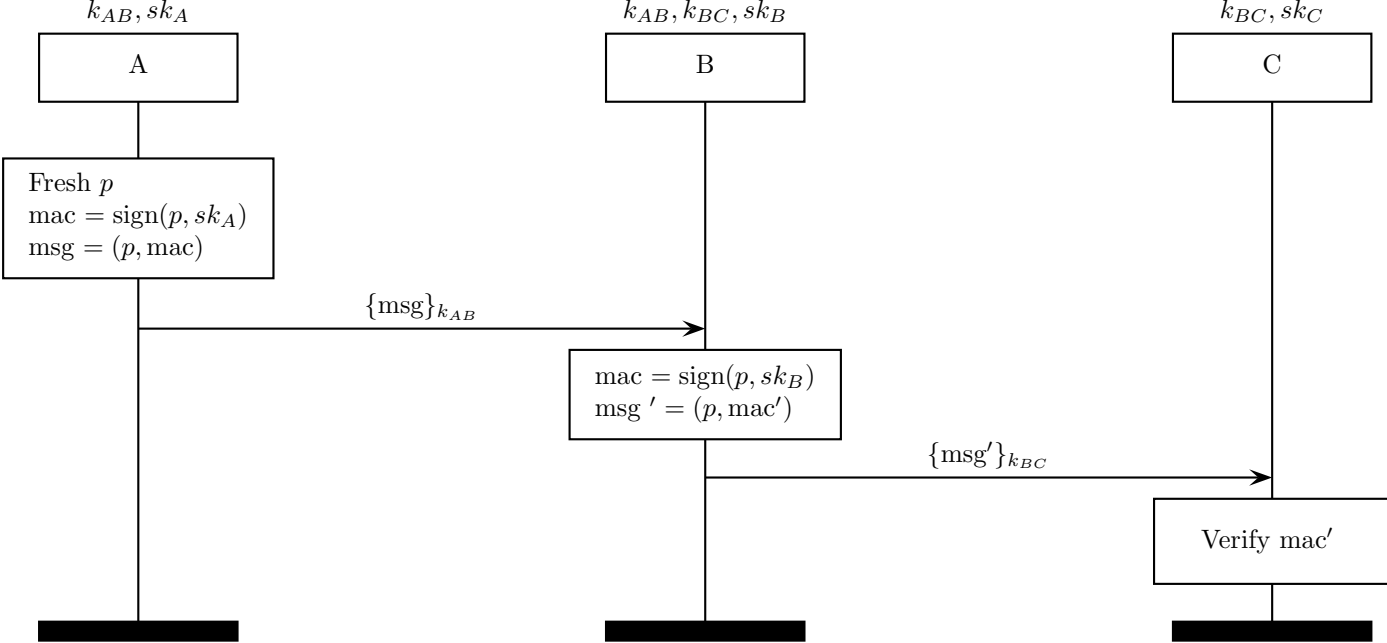 k_{AB}, sk_A
k_{AB}, k_{BC}, sk_B
k_{BC}, sk_C
A
B
C
Fresh p
mac = sign(p, sk_A)
msg = (p, mac)
{msg}_{k_{AB}}
mac = sign(p, sk_B)
msg ′ = (p, mac′)
{msg′}_{k_{BC}}
Verify mac′